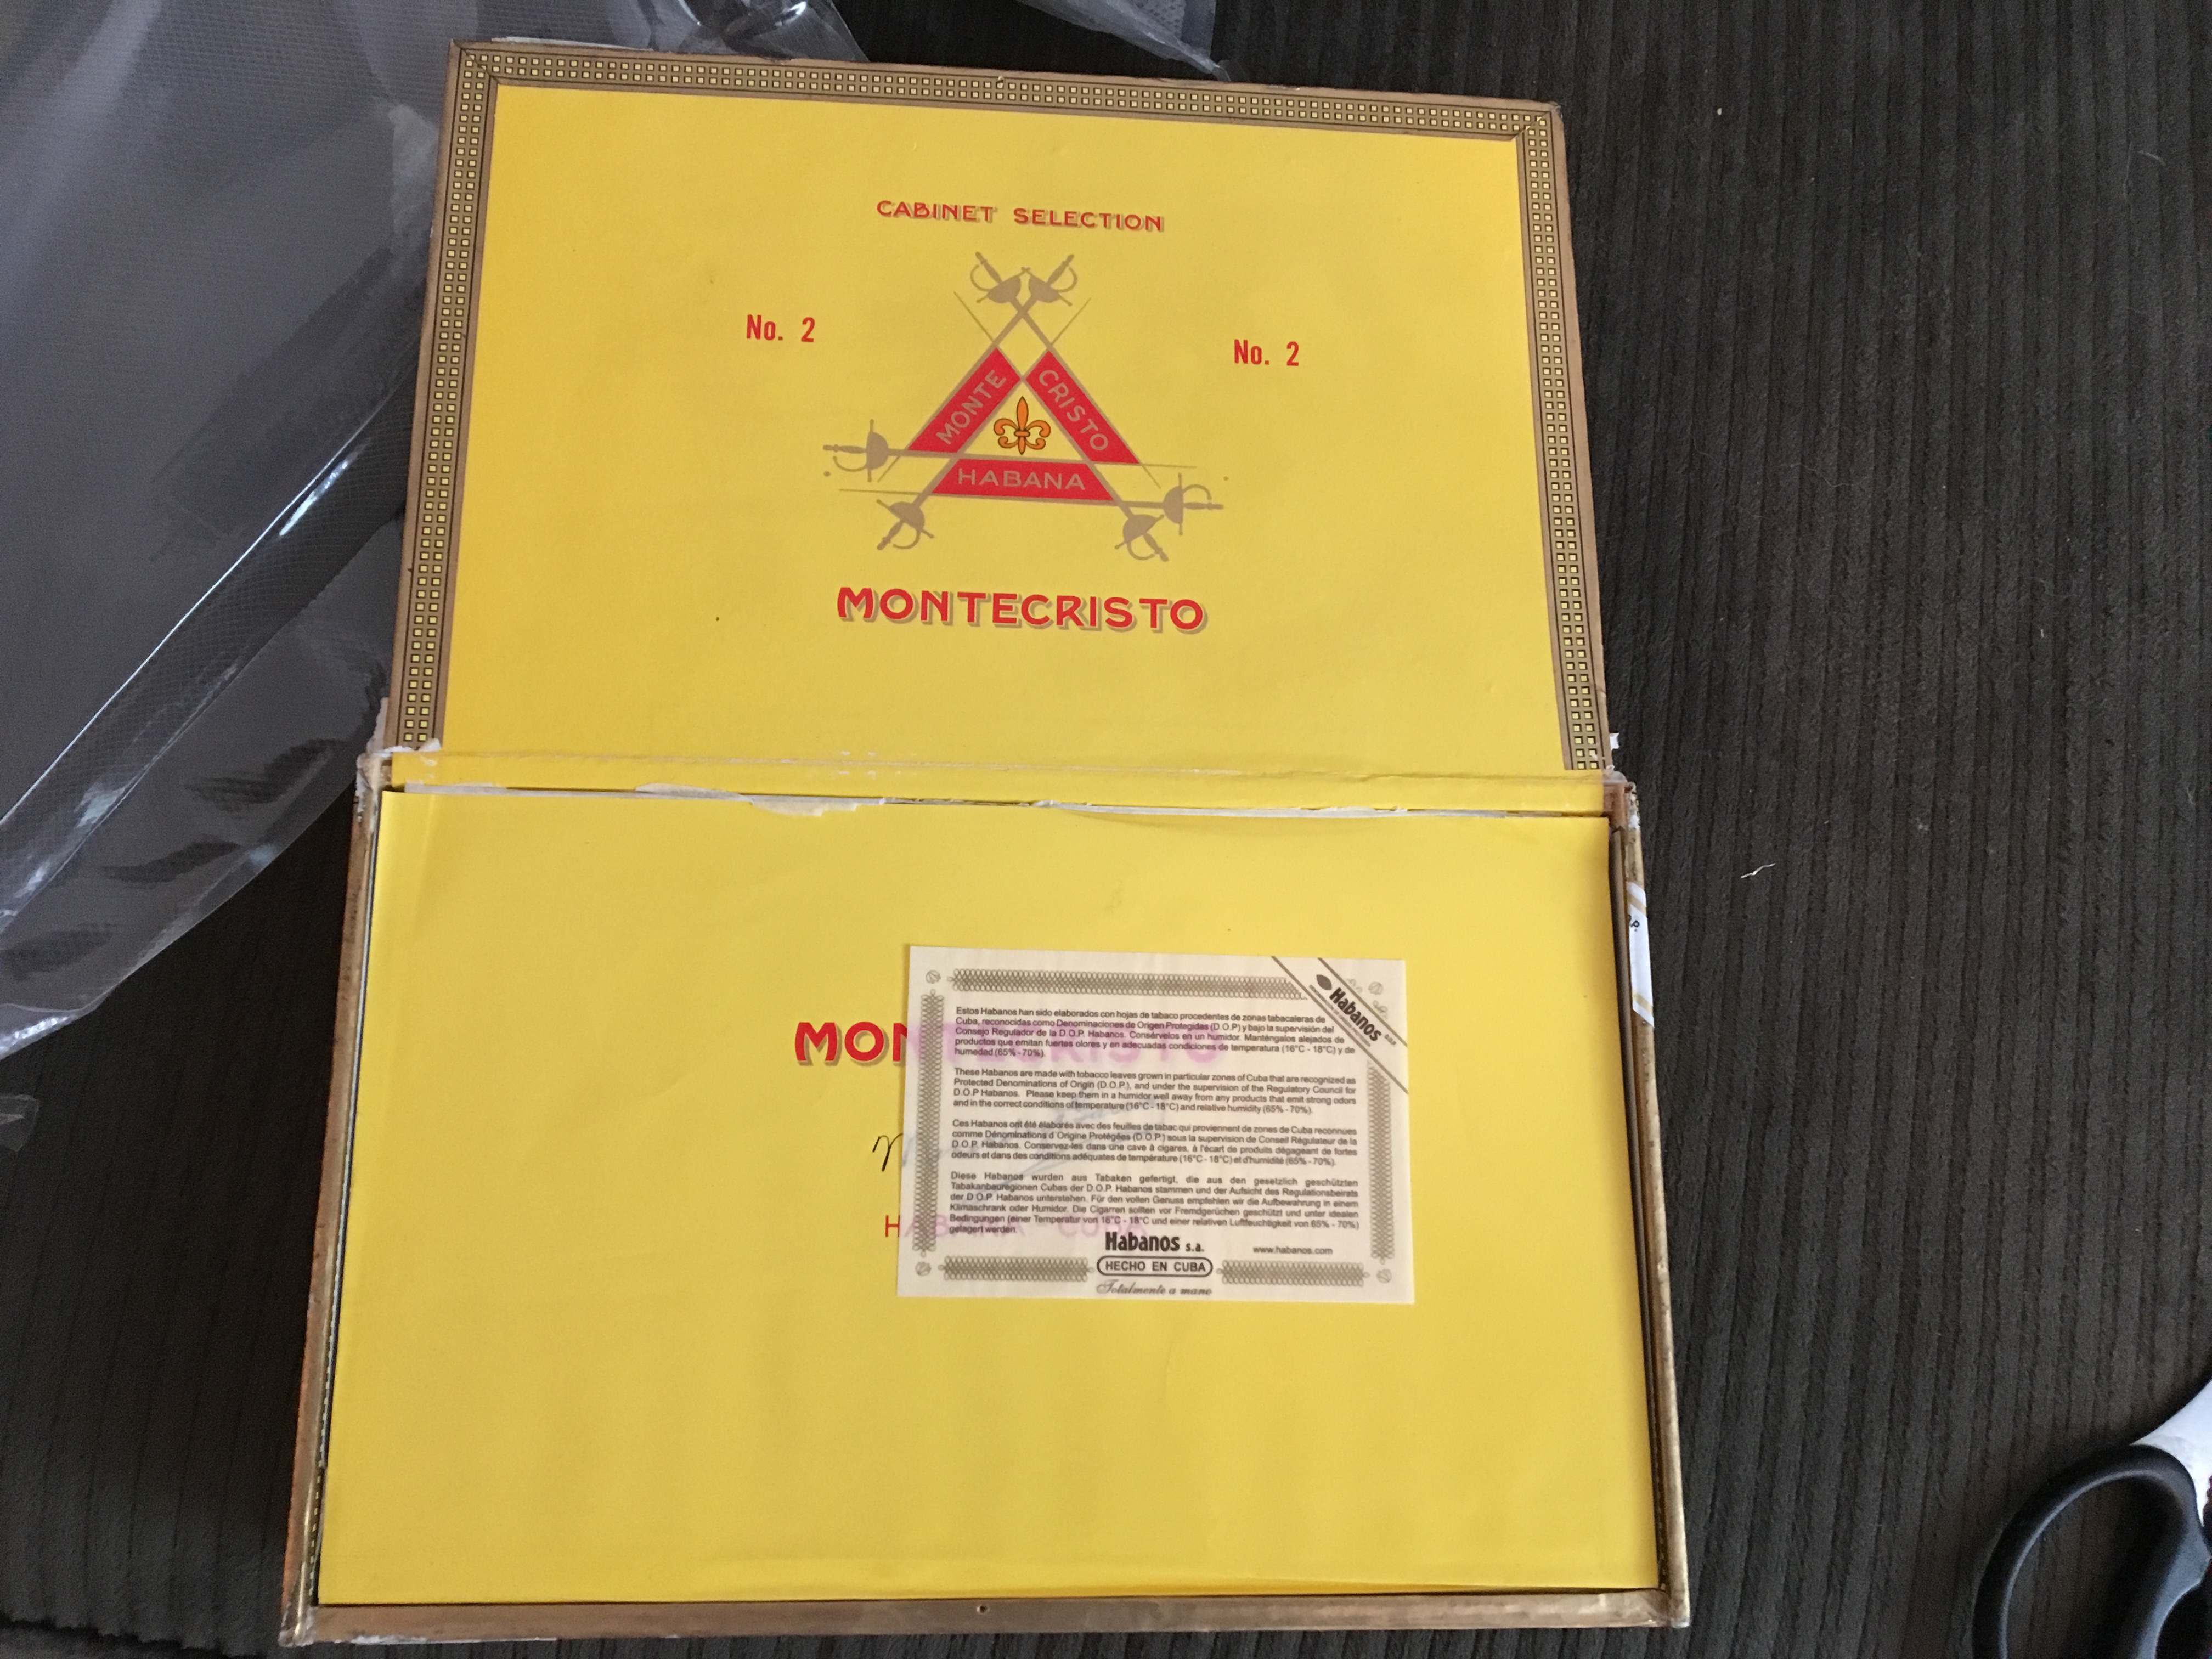 CABINET SELECTION
No. 2
No. 2
MONTE
CRISTO
HABANA
MONTECRISTO
O.P.
MONTECRISTO
Habanos
Estos Habanos han sido elaborados con hojas de tabaco procedentes de zonas tabacaleras de
Cuba, reconocidas como Denominaciones de Origen Protegidas (D.O.P) y bajo la supervisión del
Consejo Regulador de la D.O.P. Habanos. Consérvelos en un humidor. Manténgalos alejados de
productos que emitan fuertes olores y en adecuadas condiciones de temperatura (16°C - 18°C) y de
humedad (65% - 70%).
These Habanos are made with tobacco leaves grown in particular zones of Cuba that are recognized as
Protected Denominations of Origin (D.O.P.), and under the supervision of the Regulatory Council for
D.O.P Habanos. Please keep them in a humidor well away from any products that emit strong odors
and in the correct conditions of temperature (16°C - 18°C) and relative humidity (65% - 70%).
Ces Habanos ont été élaborés avec des feuilles de tabac qui proviennent de zones de Cuba reconnues
comme Dénominations d Origine Protégées (D.O.P.) sous la supervision de Conseil Régulateur de la
D.O.P. Habanos. Conservez-les dans une cave à cigares, à l'écart de produits dégageant de fortes
odeurs et dans des conditions adéquates de température (16°C - 18°C) et d'humidité (65% - 70%).
Diese Habanos wurden aus Tabaken gefertigt, die aus den gesetzlich geschützten
Tabakanbeuregionen Cubas der D.O.P. Habanos stammen und der Aufsicht des Regulationsbeirats
der D.O.P. Habanos unterstehen. Für den vollen Genuss empfehlen wir die Aufbewahrung in einem
Klimaschrank oder Humidor. Die Cigarren sollten vor Fremdgerüchen geschützt und unter idealen
Bedingungen (einer Temperatur von 16°C - 18°C und einer relativen Luftfeuchtigkeit von 65% - 70%)
gelagert werden.
HABANA CUBA
Habanos s.a.
www.habanos.com
HECHO EN CUBA
Totalmente a mano